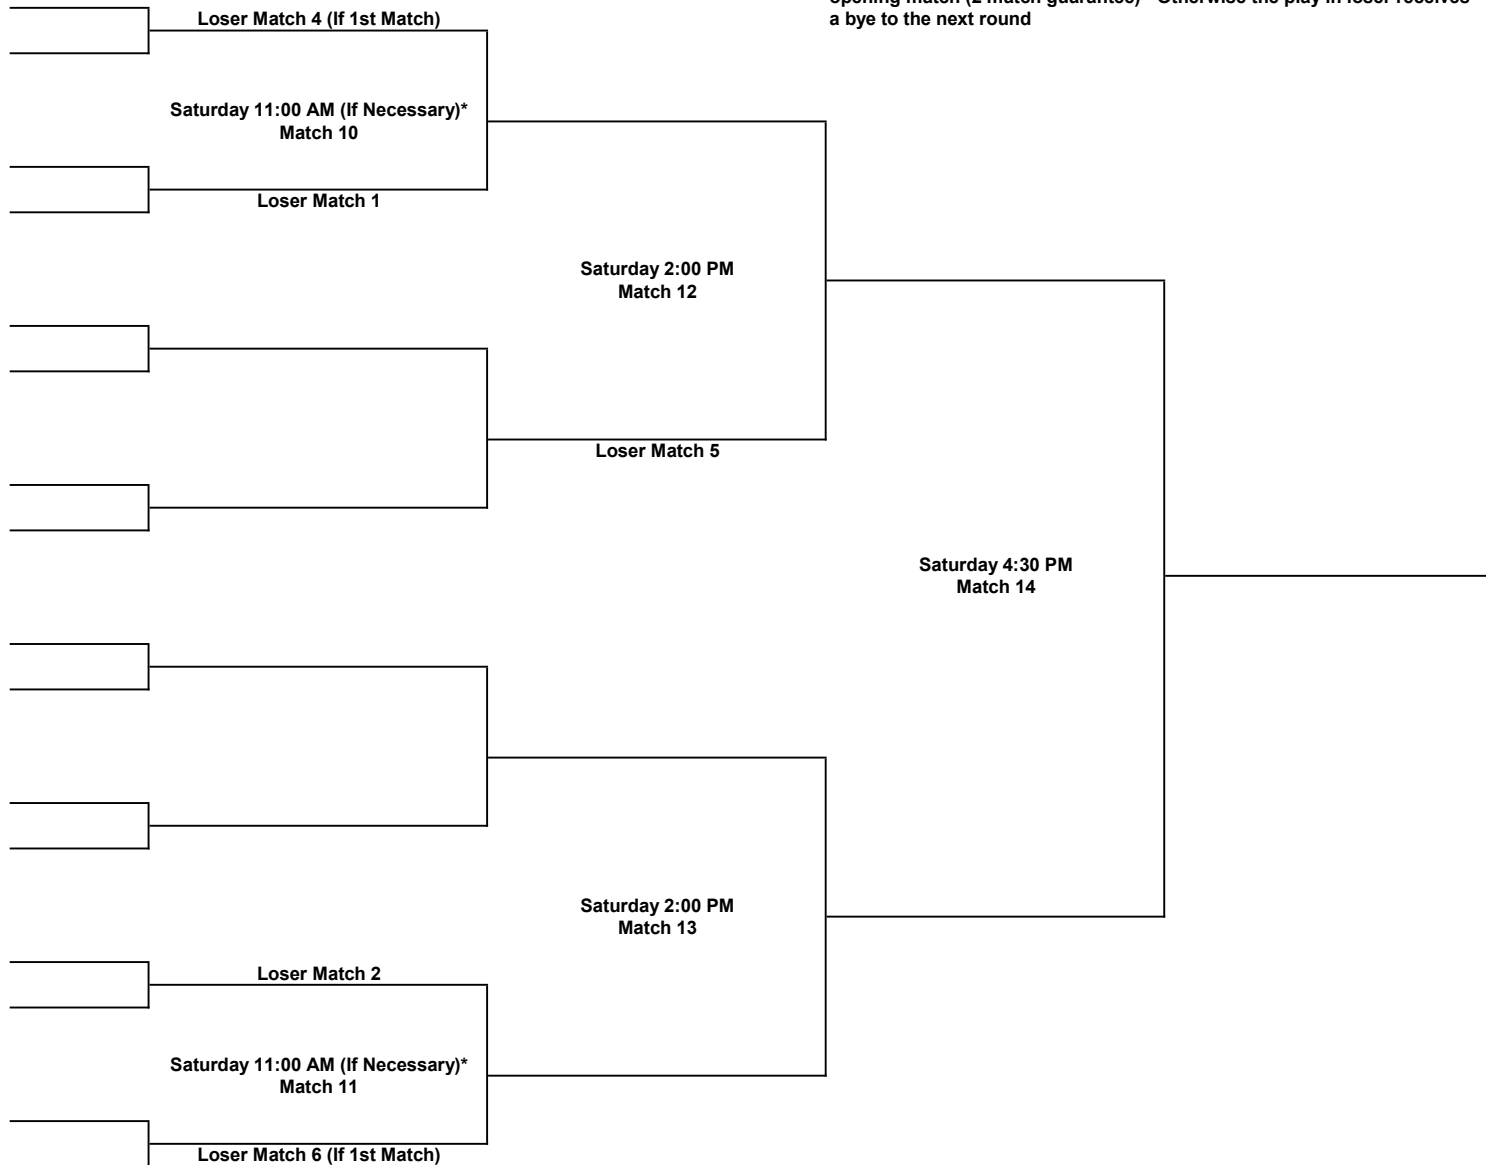 opening match (2 match guarantee) - Otherwise the play in loser receives
a bye to the next round
Loser Match 4 (If 1st Match)
Saturday 11:00 AM (If Necessary)*
Match 10
Loser Match 1
Saturday 2:00 PM
Match 12
Loser Match 5
Saturday 4:30 PM
Match 14
Saturday 2:00 PM
Match 13
Loser Match 2
Saturday 11:00 AM (If Necessary)*
Match 11
Loser Match 6 (If 1st Match)